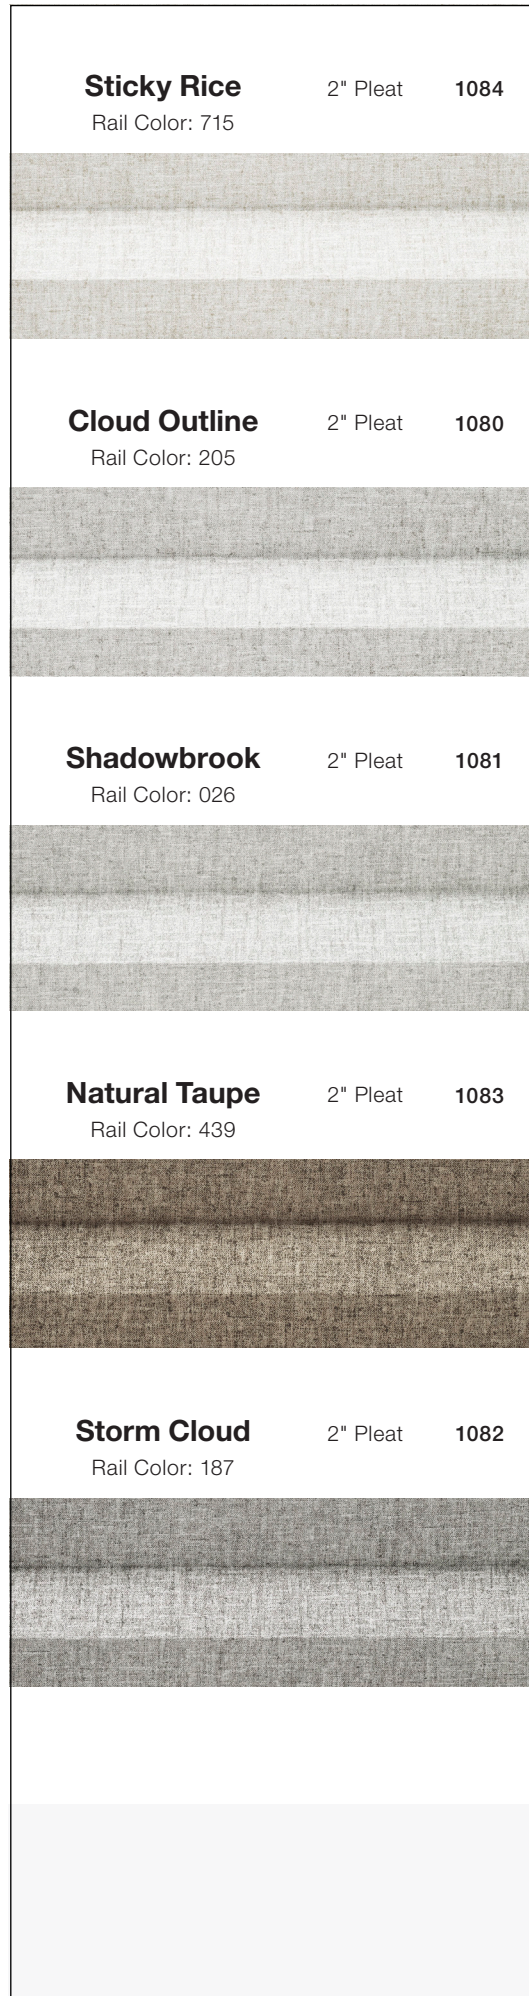 Sticky Rice 2" Pleat 1084
Rail Color: 715
Cloud Outline 2" Pleat 1080
Rail Color: 205
Shadowbrook 2" Pleat 1081
Rail Color: 026
Natural Taupe 2" Pleat 1083
Rail Color: 439
Storm Cloud 2" Pleat 1082
Rail Color: 187